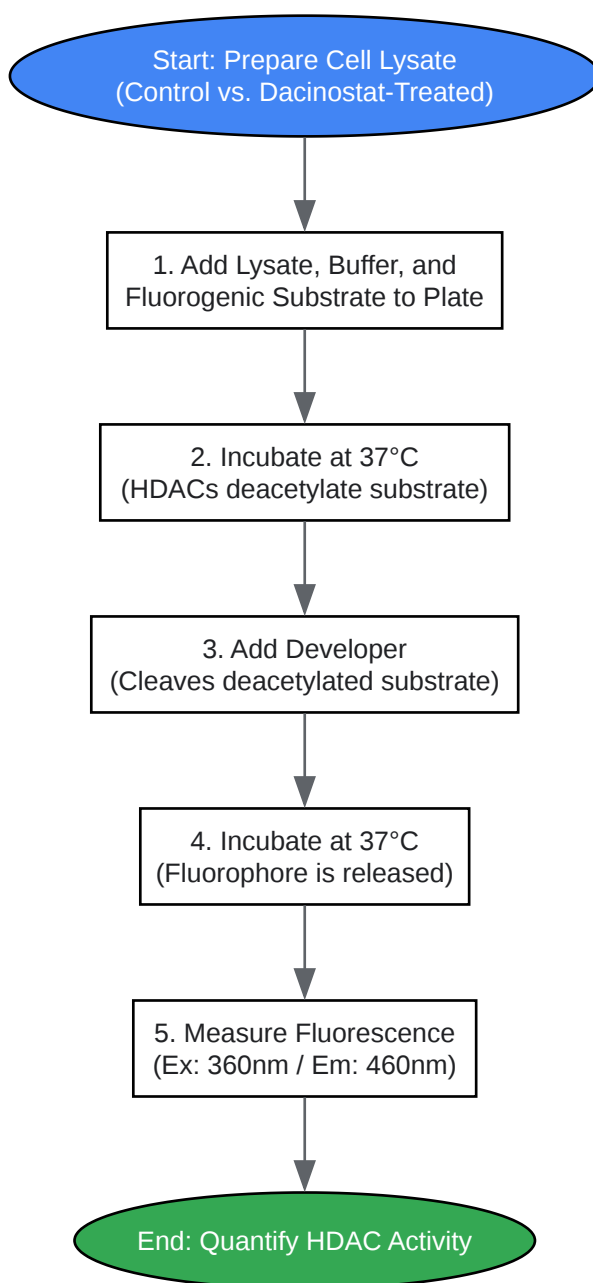 Start: Prepare Cell Lysate
(Control vs. Dacinostat-Treated)
1. Add Lysate, Buffer, and
Fluorogenic Substrate to Plate
2. Incubate at 37°C
(HDACs deacetylate substrate)
3. Add Developer
(Cleaves deacetylated substrate)
4. Incubate at 37°C
(Fluorophore is released)
5. Measure Fluorescence
(Ex: 360nm / Em: 460nm)
End: Quantify HDAC Activity